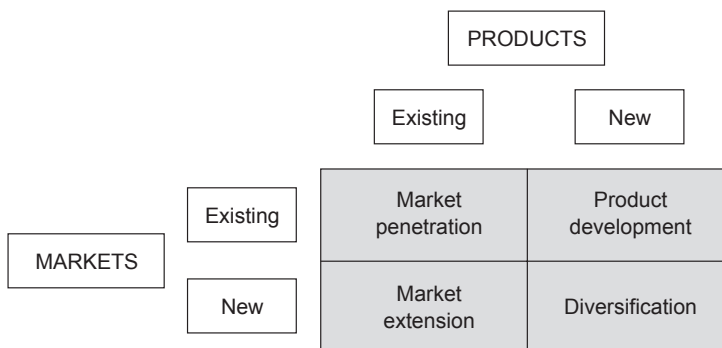 PRODUCTS
Existing
New
Existing
Market
penetration
Product
development
MARKETS
New
Market
extension
Diversification